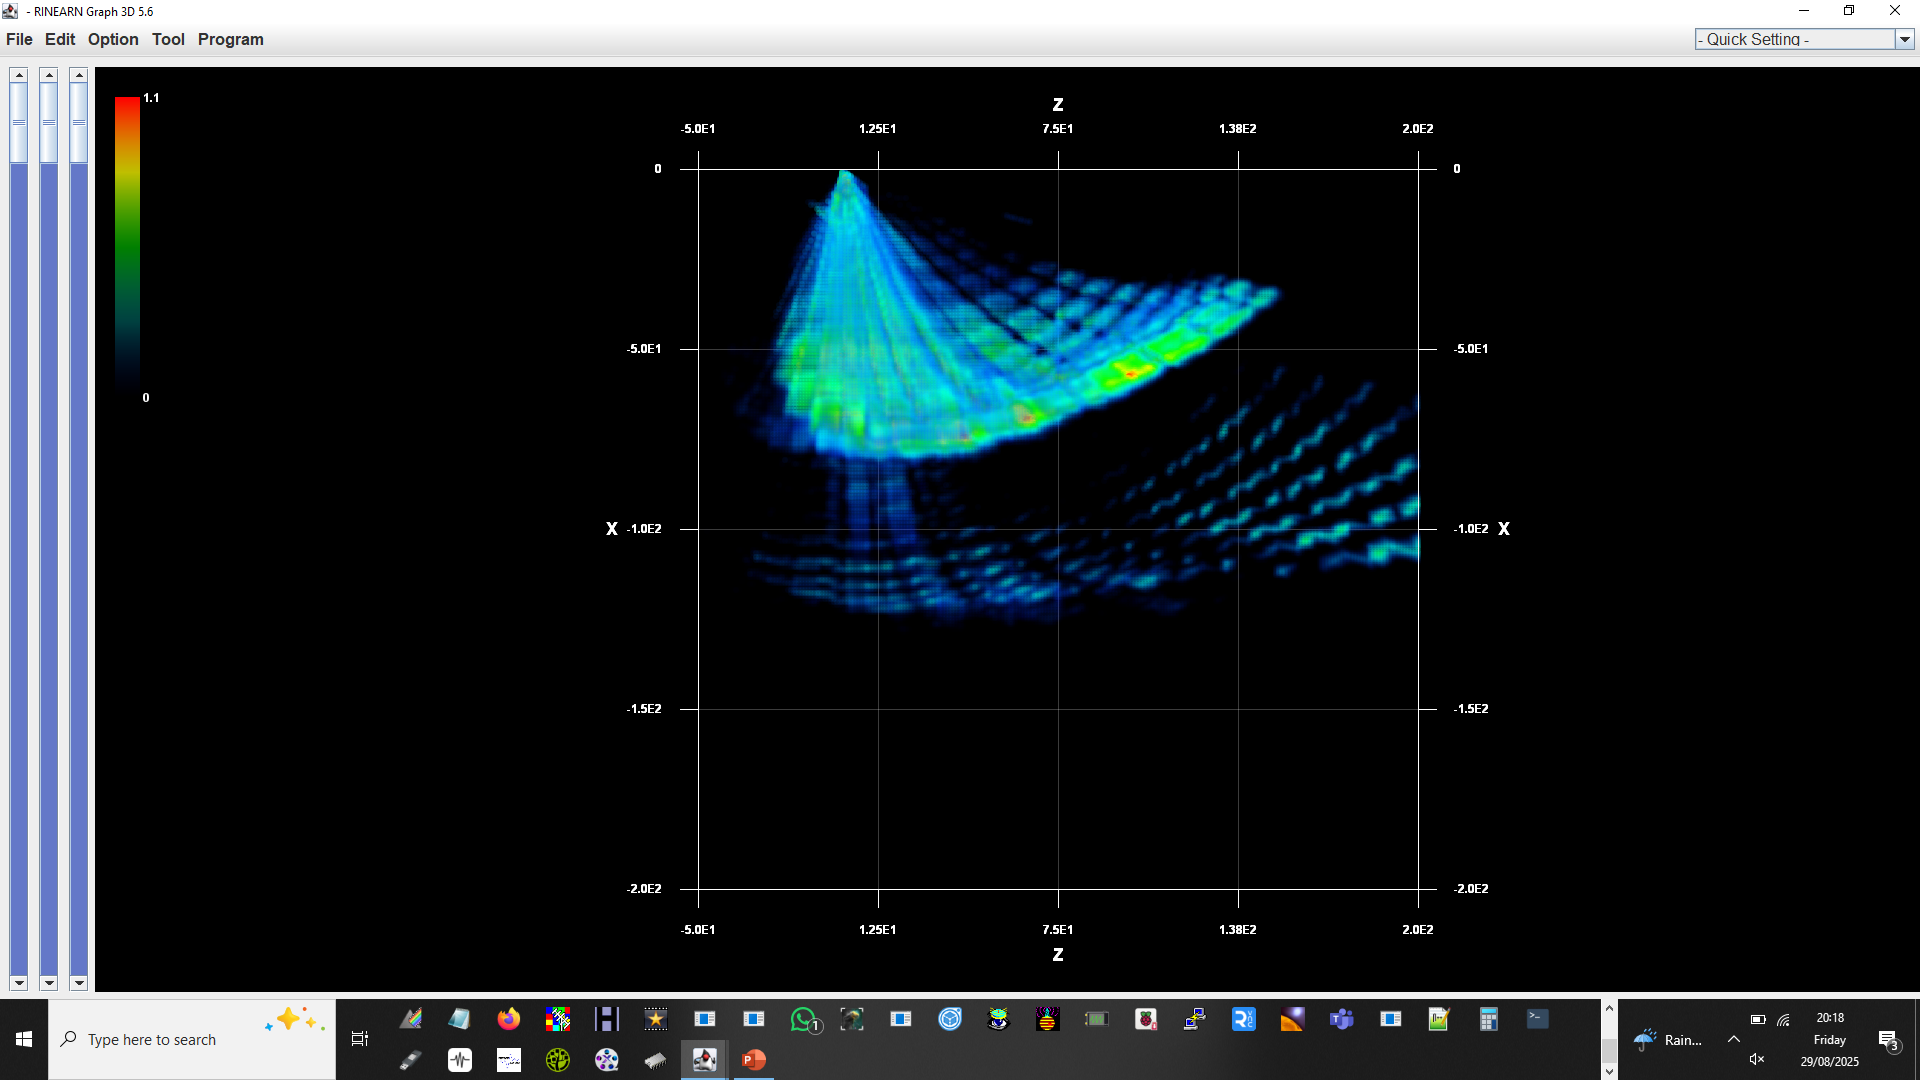 - RINEARN Graph 3D 5.6
File Edit Option Tool Program
- Quick Setting -
1.1
0
Z
-5.0E1 1.25E1 7.5E1 1.38E2 2.0E2
0 0
-5.0E1 -5.0E1
X -1.0E2 -1.0E2 X
-1.5E2 -1.5E2
-2.0E2 -2.0E2
-5.0E1 1.25E1 7.5E1 1.38E2 2.0E2
Z
Type here to search
1
P
Rain...
20:18
Friday
29/08/2025
3